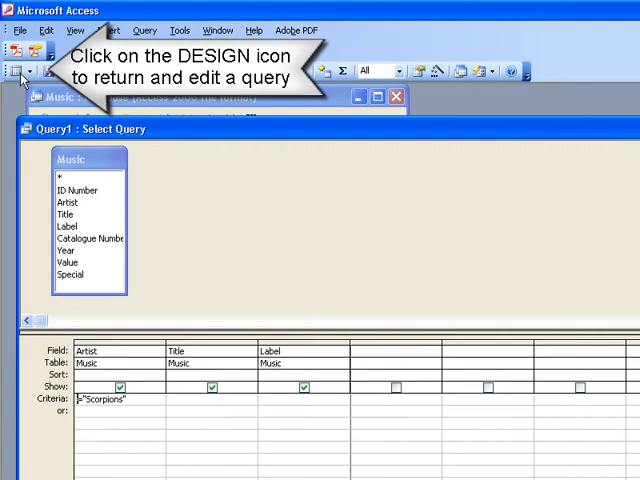 Microsoft Access
File Edit View Insert Query Tools Window Help Adobe PDF
Click on the DESIGN icon
to return and edit a query
Σ All
Query1 : Select Query
Music
*
ID Number
Artist
Title
Label
Catalogue Numbe
Year
Value
Special
Field: Artist Title Label
Table: Music Music Music
Sort:
Show:
Criteria: ="Scorpions"
or: